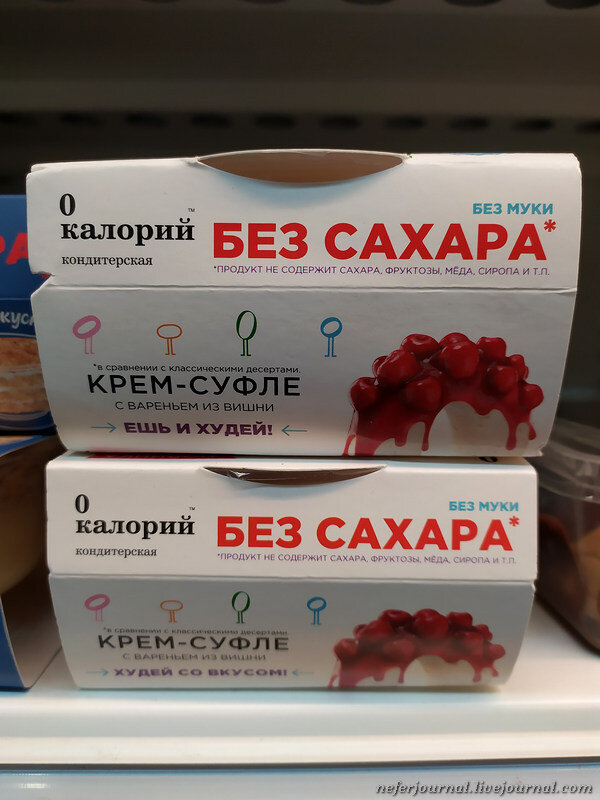 0
калорий™
кондитерская
БЕЗ МУКИ
БЕЗ САХАРА*
*ПРОДУКТ НЕ СОДЕРЖИТ САХАРА, ФРУКТОЗЫ, МЁДА, СИРОПА И Т.П.
*в сравнении с классическими десертами.
КРЕМ-СУФЛЕ
С ВАРЕНЬЕМ ИЗ ВИШНИ
ЕШЬ И ХУДЕЙ!
0
калорий™
кондитерская
БЕЗ МУКИ
БЕЗ САХАРА*
*ПРОДУКТ НЕ СОДЕРЖИТ САХАРА, ФРУКТОЗЫ, МЁДА, СИРОПА И Т.П.
*в сравнении с классическими десертами.
КРЕМ-СУФЛЕ
С ВАРЕНЬЕМ ИЗ ВИШНИ
ХУДЕЙ СО ВКУСОМ!
neferjournal.livejournal.com